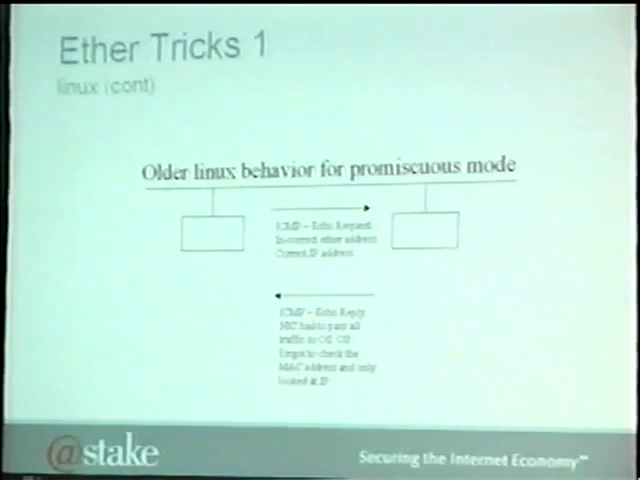 Ether Tricks 1
linux (cont)
Older linux behavior for promiscuous mode
ICMP - Echo Request
In-correct ether address
Correct IP address
ICMP - Echo Reply
NIC had to pass all
traffic to OS. OS
forgot to check the
MAC address and only
looked at IP
@stake
Securing the Internet Economy™